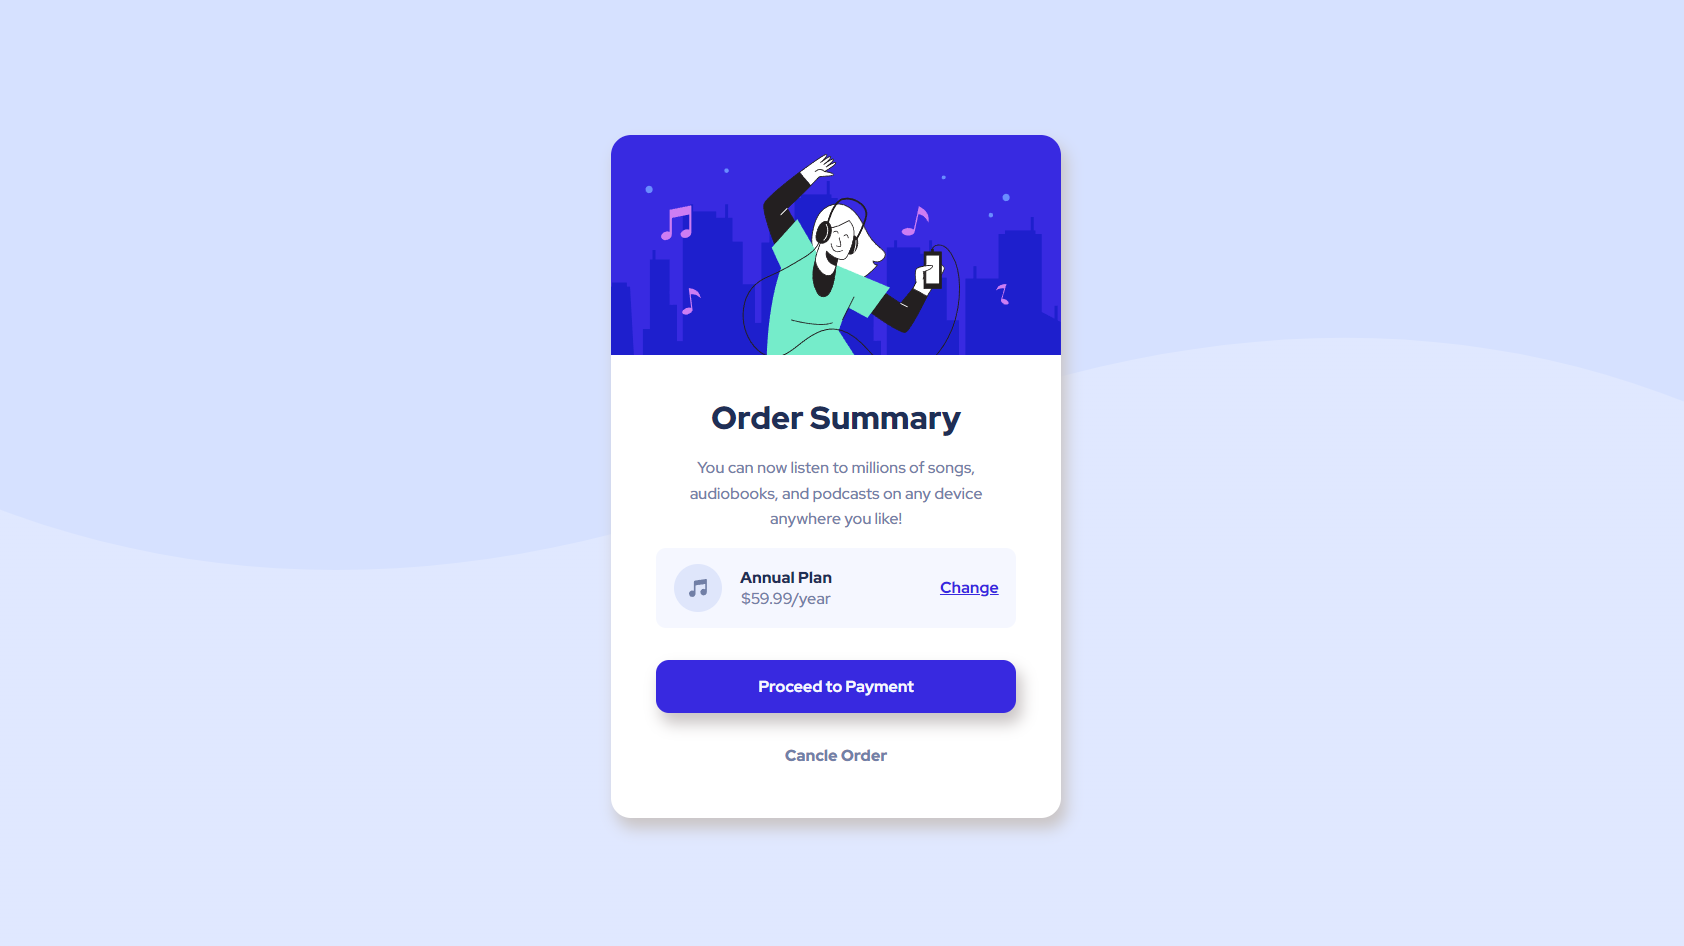 Order Summary
You can now listen to millions of songs,
audiobooks, and podcasts on any device
anywhere you like!
Annual Plan
$59.99/year
Change
Proceed to Payment
Cancle Order